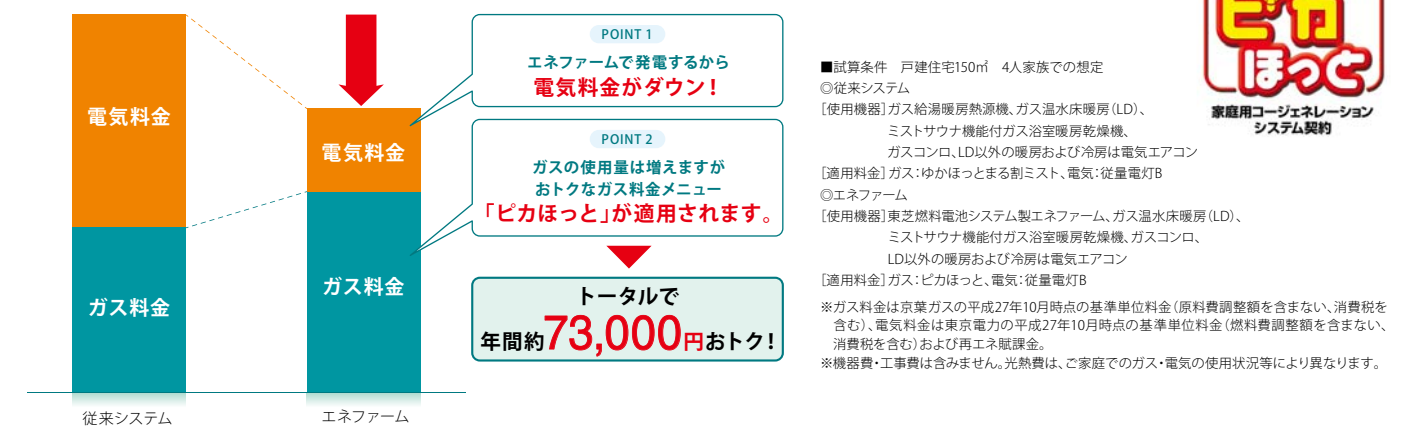 電気料金
ガス料金
従来システム
電気料金
ガス料金
エネファーム
POINT 1
エネファームで発電するから
電気料金がダウン！
POINT 2
ガスの使用量は増えますが
おトクなガス料金メニュー
「ピカほっと」が適用されます。
トータルで
年間約73,000円おトク！
ピカ
ほっと
家庭用コージェネレーション
システム契約
■試算条件　戸建住宅150㎡　4人家族での想定
◎従来システム
［使用機器］ガス給湯暖房熱源機、ガス温水床暖房（LD）、
ミストサウナ機能付ガス浴室暖房乾燥機、
ガスコンロ、LD以外の暖房および冷房は電気エアコン
［適用料金］ガス：ゆかほっとまる割ミスト、電気：従量電灯B
◎エネファーム
［使用機器］東芝燃料電池システム製エネファーム、ガス温水床暖房（LD）、
ミストサウナ機能付ガス浴室暖房乾燥機、ガスコンロ、
LD以外の暖房および冷房は電気エアコン
［適用料金］ガス：ピカほっと、電気：従量電灯B
※ガス料金は京葉ガスの平成27年10月時点の基準単位料金（原料費調整額を含まない、消費税を
含む）、電気料金は東京電力の平成27年10月時点の基準単位料金（燃料費調整額を含まない、
消費税を含む）および再エネ賦課金。
※機器費・工事費は含みません。光熱費は、ご家庭でのガス・電気の使用状況等により異なります。